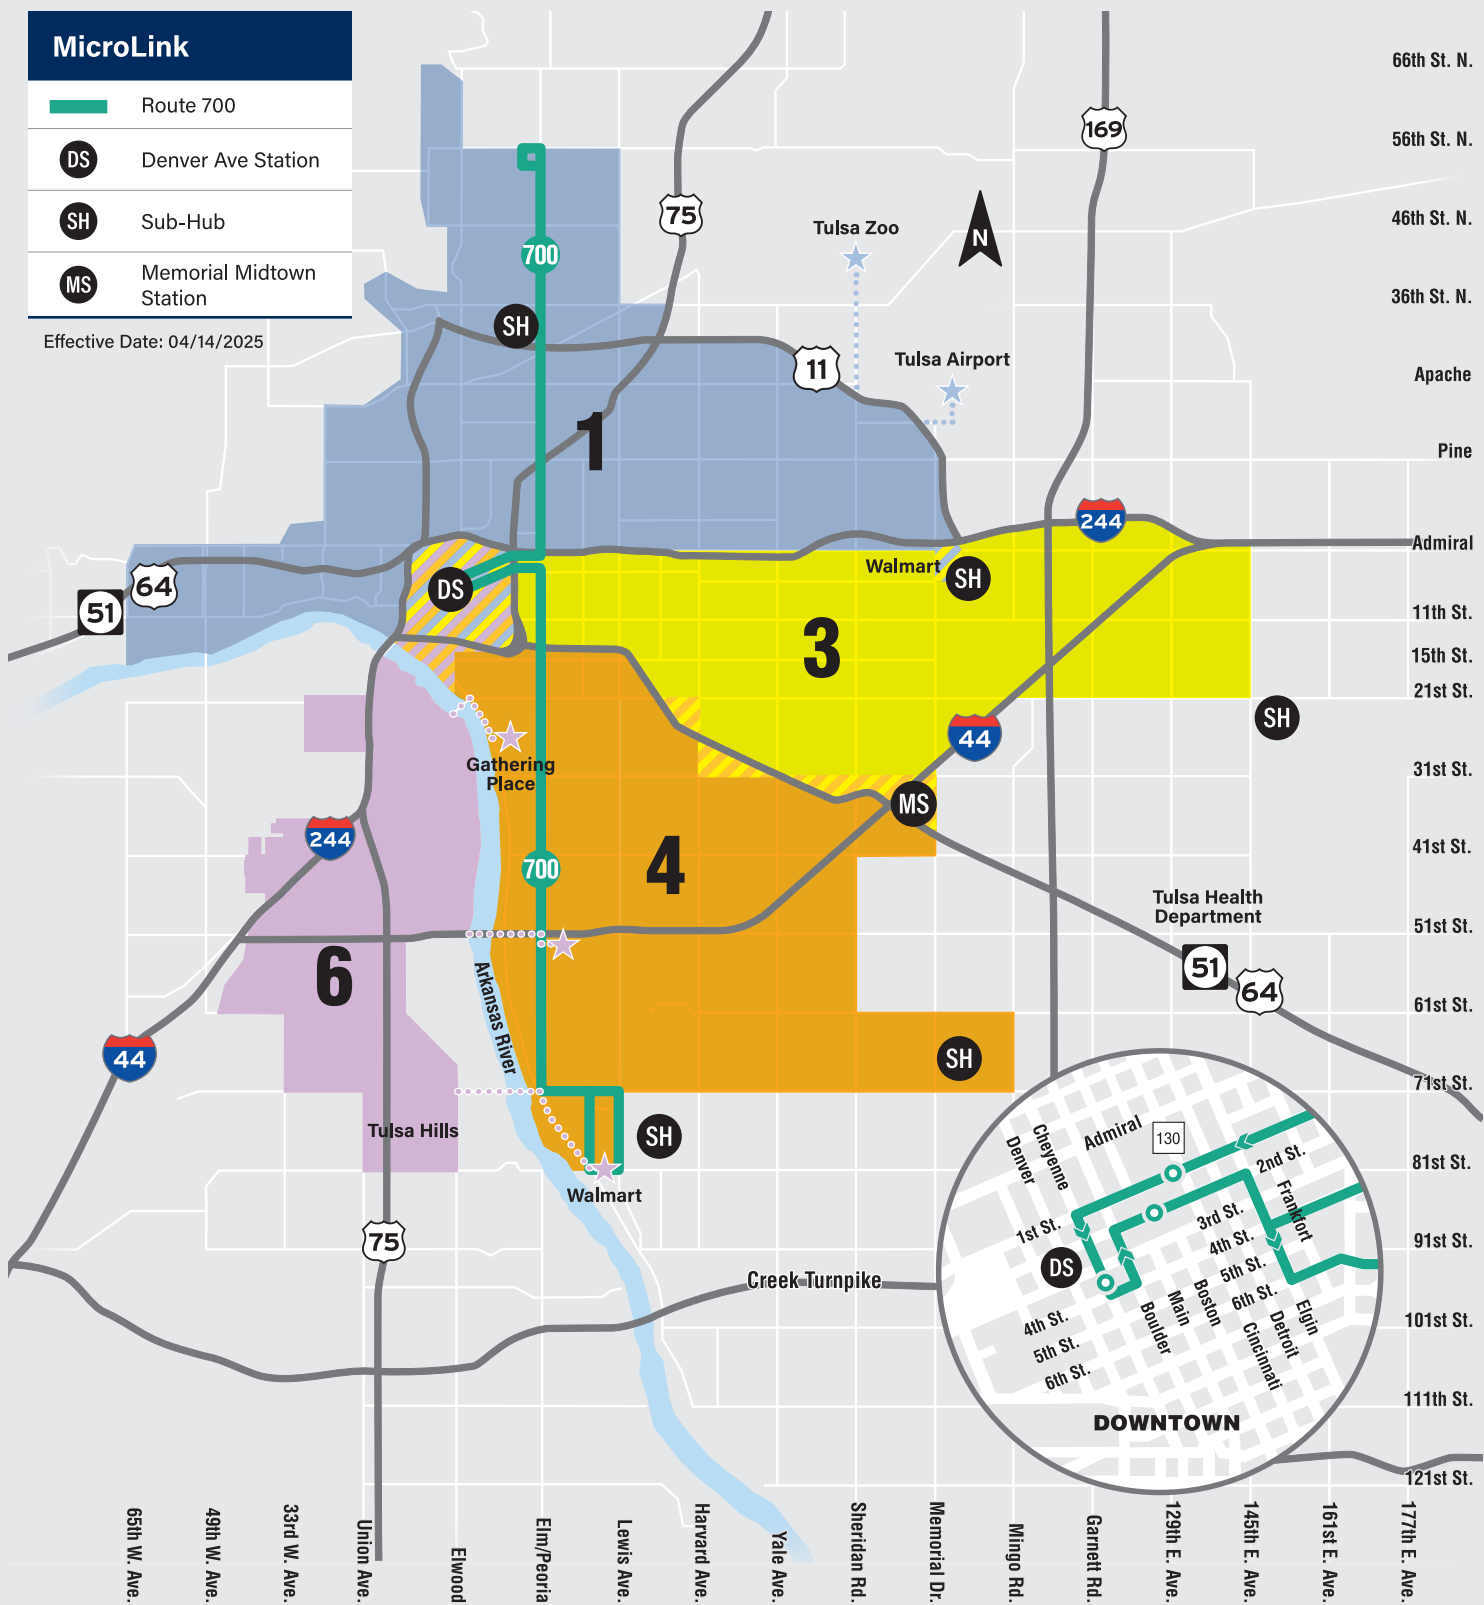 MicroLink
Route 700
DS
Denver Ave Station
SH
Sub-Hub
MS
Memorial Midtown
Station
Effective Date: 04/14/2025
66th St. N.
56th St. N.
46th St. N.
36th St. N.
Apache
Pine
Admiral
11th St.
15th St.
21st St.
31st St.
41st St.
51st St.
61st St.
71st St.
81st St.
91st St.
101st St.
111th St.
121st St.
169
75
N
Tulsa Zoo
700
SH
11
Tulsa Airport
1
244
Walmart
SH
64
51
DS
3
SH
44
Gathering
Place
MS
244
4
700
Tulsa Health
Department
51
64
6
Arkansas River
44
SH
Tulsa Hills
SH
Walmart
75
Creek Turnpike
Denver
Cheyenne
Admiral
130
2nd St.
Frankfort
1st St.
3rd St.
4th St.
5th St.
6th St.
DS
4th St.
5th St.
6th St.
Boulder
Main
Boston
Cincinnati
Detroit
Elgin
DOWNTOWN
65th W. Ave.
49th W. Ave.
33rd W. Ave.
Union Ave.
Elwood
Elm/Peoria
Lewis Ave.
Harvard Ave.
Yale Ave.
Sheridan Rd.
Memorial Dr.
Mingo Rd.
Garnett Rd.
129th E. Ave.
145th E. Ave.
161st E. Ave.
177th E. Ave.